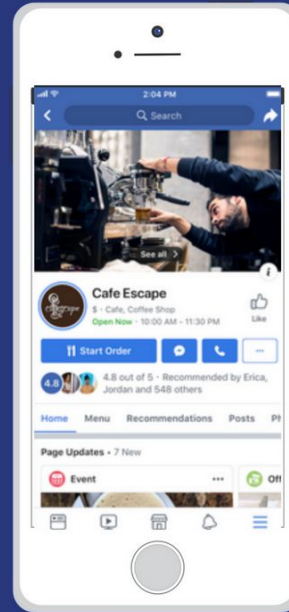 2:04 PM
Search
See all >
i
Cafe Escape
$ · Cafe, Coffee Shop
Open Now · 10:00 AM - 11:30 PM
Like
Start Order
4.8
4.8 out of 5 · Recommended by Erica,
Jordan and 548 others
Home Menu Recommendations Posts Ph
Page Updates • 7 New
Event
Off